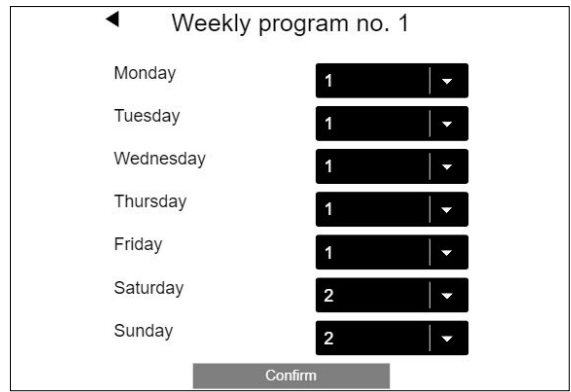 Weekly program no. 1
Monday 1
Tuesday 1
Wednesday 1
Thursday 1
Friday 1
Saturday 2
Sunday 2
Confirm